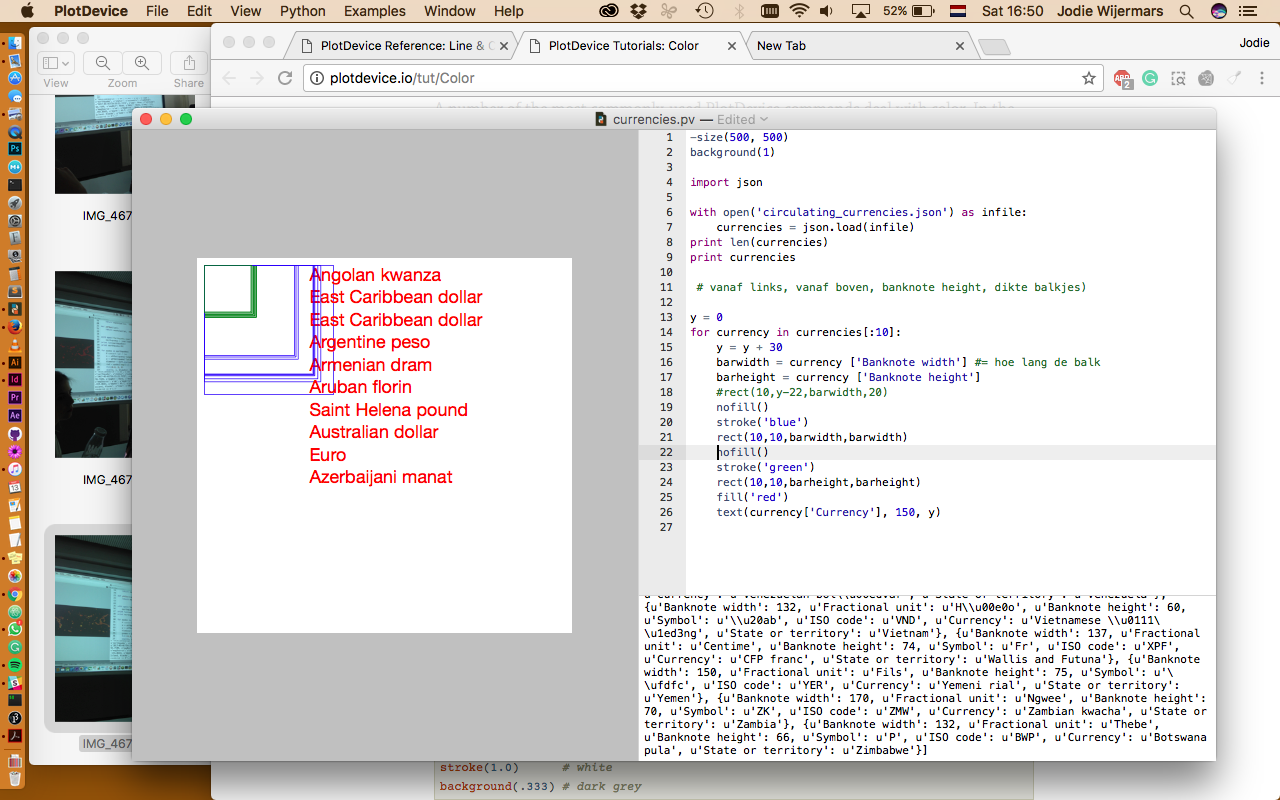 PlotDevice File Edit View Python Examples Window Help 52% Sat 16:50 Jodie Wijermars
View Zoom Share
IMG_467
IMG_467
IMG_467
PlotDevice Reference: Line & C
PlotDevice Tutorials: Color
New Tab
Jodie
plotdevice.io/tut/Color
2
currencies.pv — Edited
Angolan kwanza
East Caribbean dollar
East Caribbean dollar
Argentine peso
Armenian dram
Aruban florin
Saint Helena pound
Australian dollar
Euro
Azerbaijani manat
1 -size(500, 500)
2 background(1)
3
4 import json
5
6 with open('circulating_currencies.json') as infile:
7 currencies = json.load(infile)
8 print len(currencies)
9 print currencies
10
11 # vanaf links, vanaf boven, banknote height, dikte balkjes)
12
13 y = 0
14 for currency in currencies[:10]:
15 y = y + 30
16 barwidth = currency ['Banknote width'] #= hoe lang de balk
17 barheight = currency ['Banknote height']
18 #rect(10,y-22,barwidth,20)
19 nofill()
20 stroke('blue')
21 rect(10,10,barwidth,barwidth)
22 nofill()
23 stroke('green')
24 rect(10,10,barheight,barheight)
25 fill('red')
26 text(currency['Currency'], 150, y)
27
{u'Banknote width': 132, u'Fractional unit': u'H\\u00e0o', u'Banknote height': 60,
u'Symbol': u'\\u20ab', u'ISO code': u'VND', u'Currency': u'Vietnamese \\u0111\
\u1ed3ng', u'State or territory': u'Vietnam'}, {u'Banknote width': 137, u'Fractional
unit': u'Centime', u'Banknote height': 74, u'Symbol': u'Fr', u'ISO code': u'XPF',
u'Currency': u'CFP franc', u'State or territory': u'Wallis and Futuna'}, {u'Banknote
width': 150, u'Fractional unit': u'Fils', u'Banknote height': 75, u'Symbol': u'\
\ufdfc', u'ISO code': u'YER', u'Currency': u'Yemeni rial', u'State or territory':
u'Yemen'}, {u'Banknote width': 170, u'Fractional unit': u'Ngwee', u'Banknote height':
70, u'Symbol': u'ZK', u'ISO code': u'ZMW', u'Currency': u'Zambian kwacha', u'State or
territory': u'Zambia'}, {u'Banknote width': 132, u'Fractional unit': u'Thebe',
u'Banknote height': 66, u'Symbol': u'P', u'ISO code': u'BWP', u'Currency': u'Botswana
pula', u'State or territory': u'Zimbabwe'}]
stroke(1.0) # white
background(.333) # dark grey